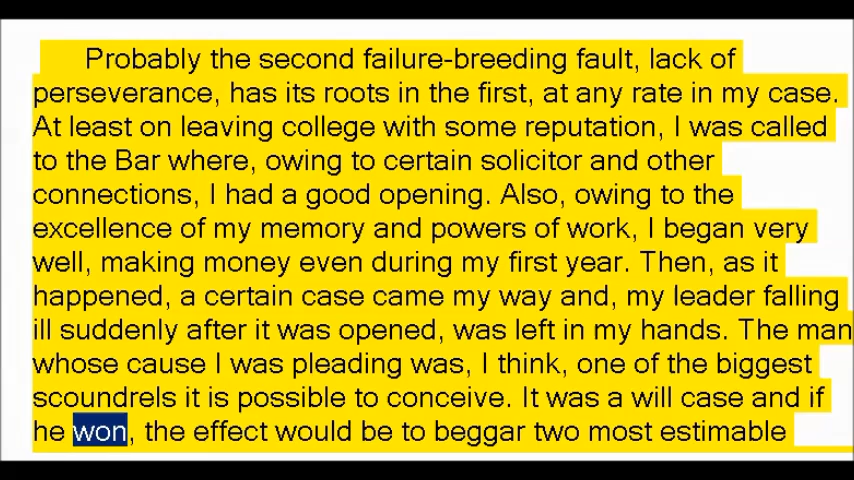 Probably the second failure-breeding fault, lack of
perseverance, has its roots in the first, at any rate in my case.
At least on leaving college with some reputation, I was called
to the Bar where, owing to certain solicitor and other
connections, I had a good opening. Also, owing to the
excellence of my memory and powers of work, I began very
well, making money even during my first year. Then, as it
happened, a certain case came my way and, my leader falling
ill suddenly after it was opened, was left in my hands. The man
whose cause I was pleading was, I think, one of the biggest
scoundrels it is possible to conceive. It was a will case and if
he won, the effect would be to beggar two most estimable